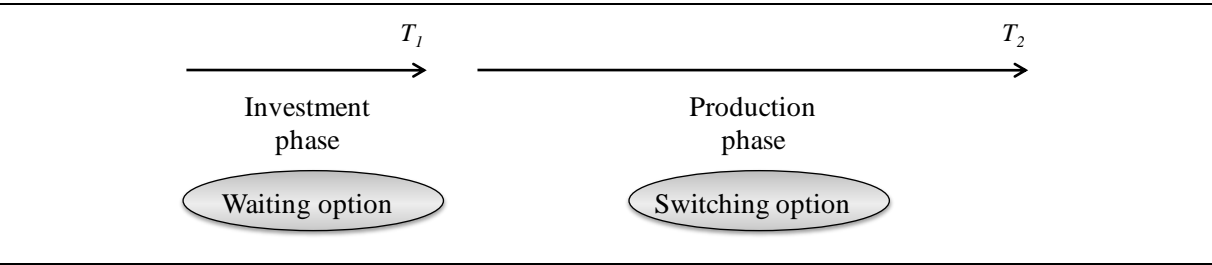 T1 T2
Investment Production
phase phase
Waiting option Switching option